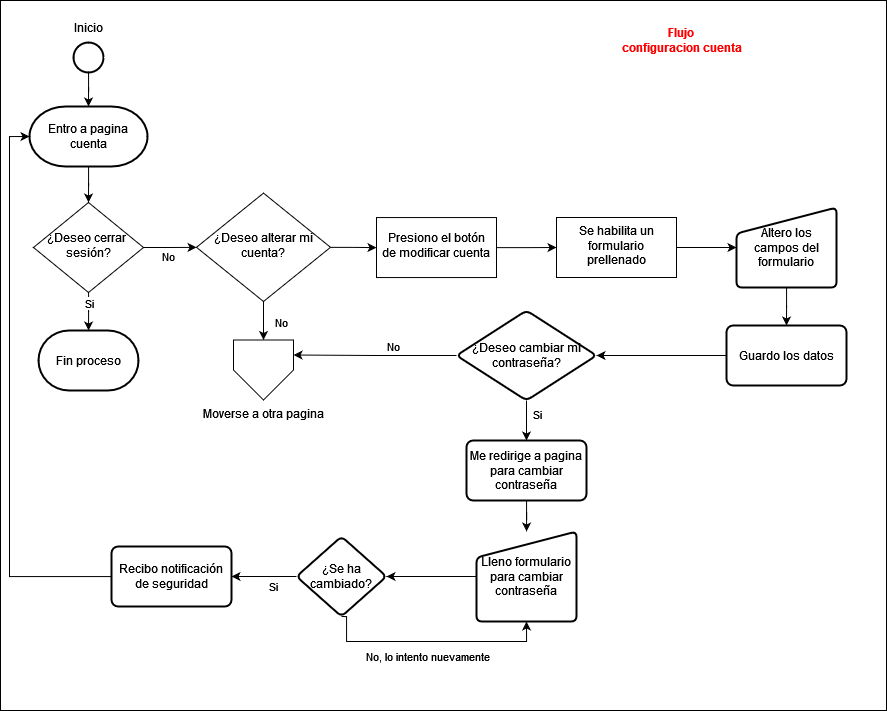 Inicio
Flujo
configuracion cuenta
Entro a pagina
cuenta
¿Deseo cerrar
sesión?
No
¿Deseo alterar mi
cuenta?
Presiono el botón
de modificar cuenta
Se habilita un
formulario
prellenado
Altero los
campos del
formulario
Si
No
Fin proceso
Moverse a otra pagina
No
¿Deseo cambiar mi
contraseña?
Guardo los datos
Si
Me redirige a pagina
para cambiar
contraseña
Recibo notificación
de seguridad
Si
¿Se ha
cambiado?
Lleno formulario
para cambiar
contraseña
No, lo intento nuevamente